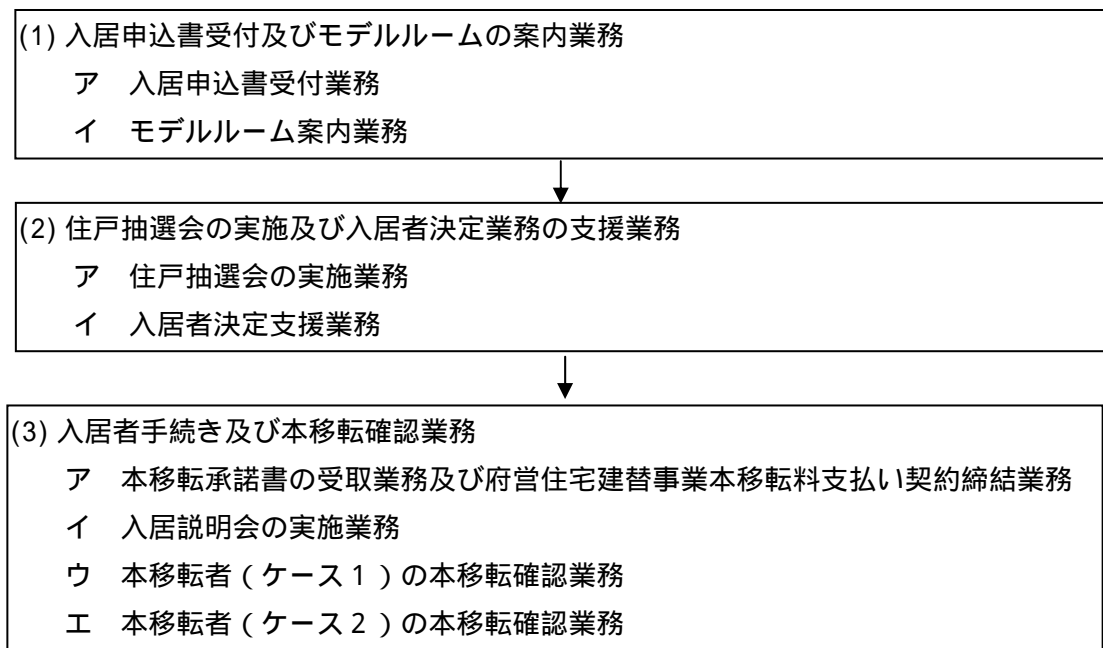 (1) 入居申込書受付及びモデルルームの案内業務
ア 入居申込書受付業務
イ モデルルーム案内業務
(2) 住戸抽選会の実施及び入居者決定業務の支援業務
ア 住戸抽選会の実施業務
イ 入居者決定支援業務
(3) 入居者手続き及び本移転確認業務
ア 本移転承諾書の受取業務及び府営住宅建替事業本移転料支払い契約締結業務
イ 入居説明会の実施業務
ウ 本移転者(ケース1)の本移転確認業務
エ 本移転者(ケース2)の本移転確認業務